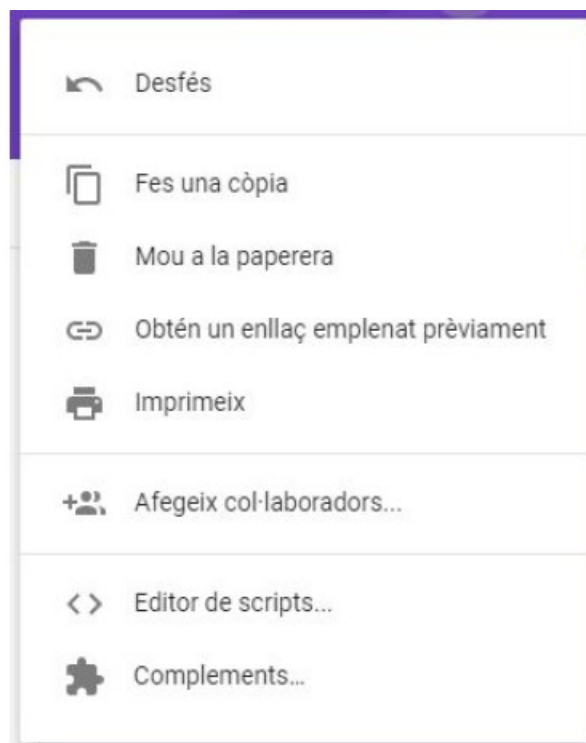 Desfés
Fes una còpia
Mou a la paperera
Obtén un enllaç emplenat prèviament
Imprimeix
Afegeix col·laboradors...
Editor de scripts...
Complements...